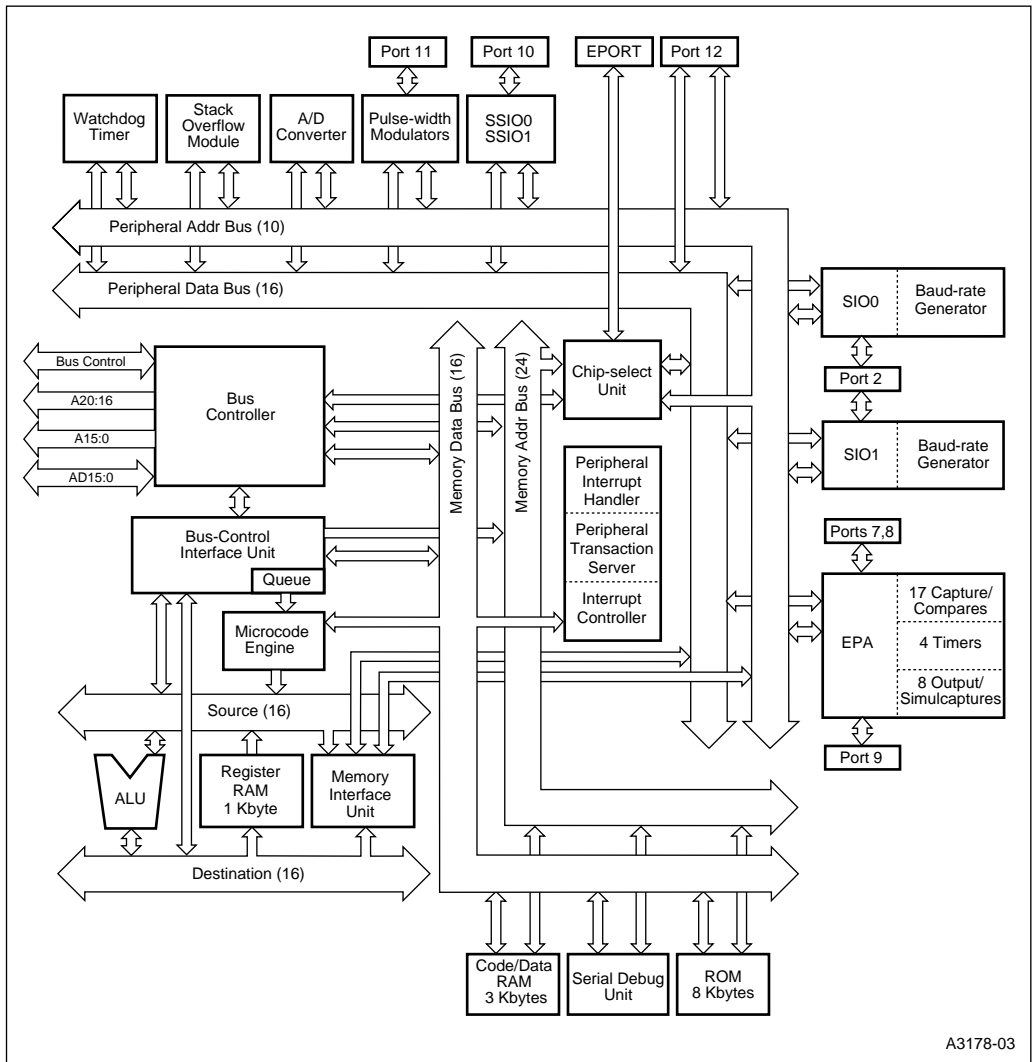 Port 11
Port 10
EPORT
Port 12
Watchdog
Timer
Stack
Overflow
Module
A/D
Converter
Pulse-width
Modulators
SSIO0
SSIO1
Peripheral Addr Bus (10)
Peripheral Data Bus (16)
SIO0
Baud-rate
Generator
Port 2
SIO1
Baud-rate
Generator
Bus Control
A20:16
A15:0
AD15:0
Bus
Controller
Memory Data Bus (16)
Memory Addr Bus (24)
Chip-select
Unit
Peripheral
Interrupt
Handler
Peripheral
Transaction
Server
Interrupt
Controller
Bus-Control
Interface Unit
Queue
Microcode
Engine
Ports 7,8
EPA
17 Capture/
Compares
4 Timers
8 Output/
Simulcaptures
Port 9
Source (16)
ALU
Register
RAM
1 Kbyte
Memory
Interface
Unit
Destination (16)
Code/Data
RAM
3 Kbytes
Serial Debug
Unit
ROM
8 Kbytes
A3178-03